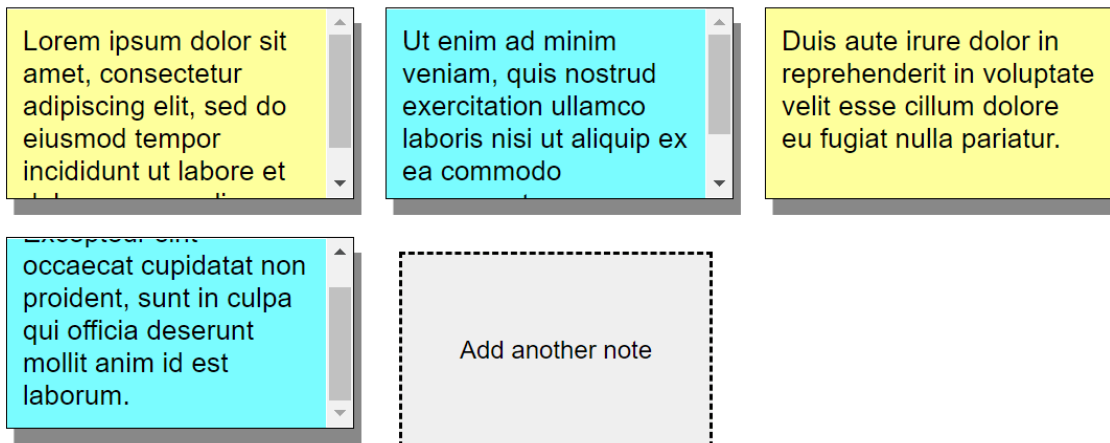 Lorem ipsum dolor sit
amet, consectetur
adipiscing elit, sed do
eiusmod tempor
incididunt ut labore et
Ut enim ad minim
veniam, quis nostrud
exercitation ullamco
laboris nisi ut aliquip ex
ea commodo
Duis aute irure dolor in
reprehenderit in voluptate
velit esse cillum dolore
eu fugiat nulla pariatur.
occaecat cupidatat non
proident, sunt in culpa
qui officia deserunt
mollit anim id est
laborum.
Add another note